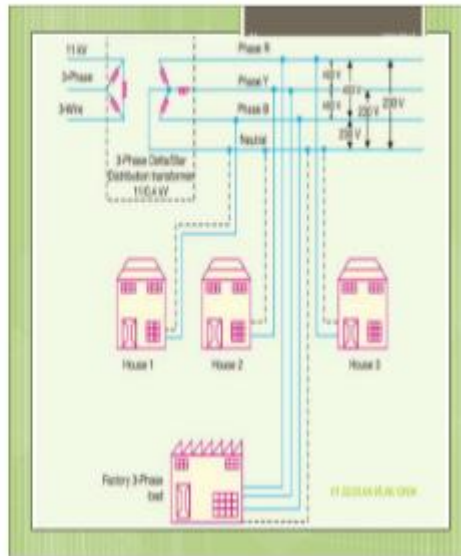 11 kV
3-Phase
3-Wire
Phase R
Phase Y
Phase B
Neutral
400 V
400 V
400 V
230 V
230 V
230 V
3-Phase Delta/Star
Distribution transformer
11/0.4 kV
House 1
House 2
House 3
Factory 3-Phase
load